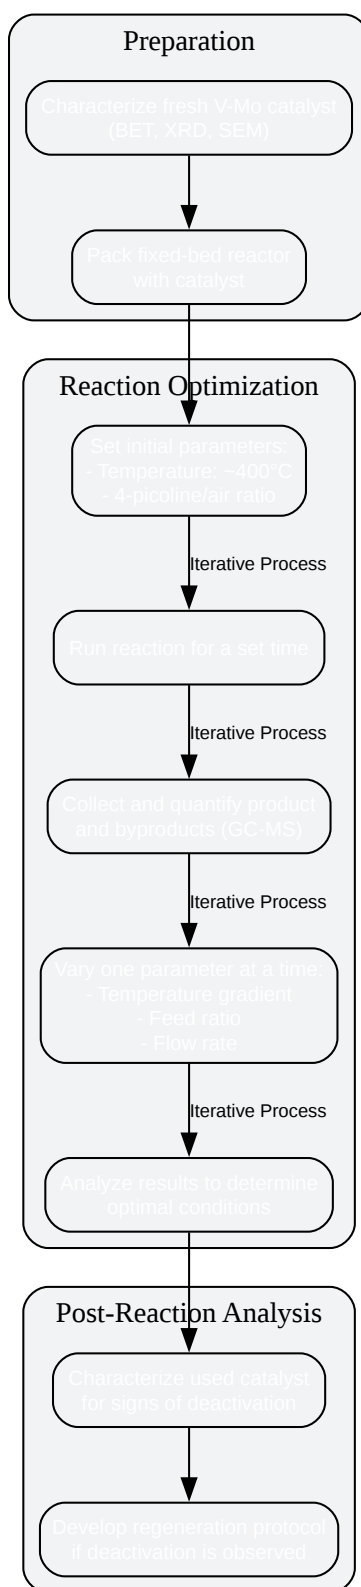 Preparation
Characterize fresh V-Mo catalyst
(BET, XRD, SEM)
Pack fixed-bed reactor
with catalyst
Reaction Optimization
Set initial parameters:
- Temperature: ~400°C
- 4-picoline/air ratio
Iterative Process
Run reaction for a set time
Iterative Process
Collect and quantify product
and byproducts (GC-MS)
Iterative Process
Vary one parameter at a time:
- Temperature gradient
- Feed ratio
- Flow rate
Iterative Process
Analyze results to determine
optimal conditions
Post-Reaction Analysis
Characterize used catalyst
for signs of deactivation
Develop regeneration protocol
if deactivation is observed